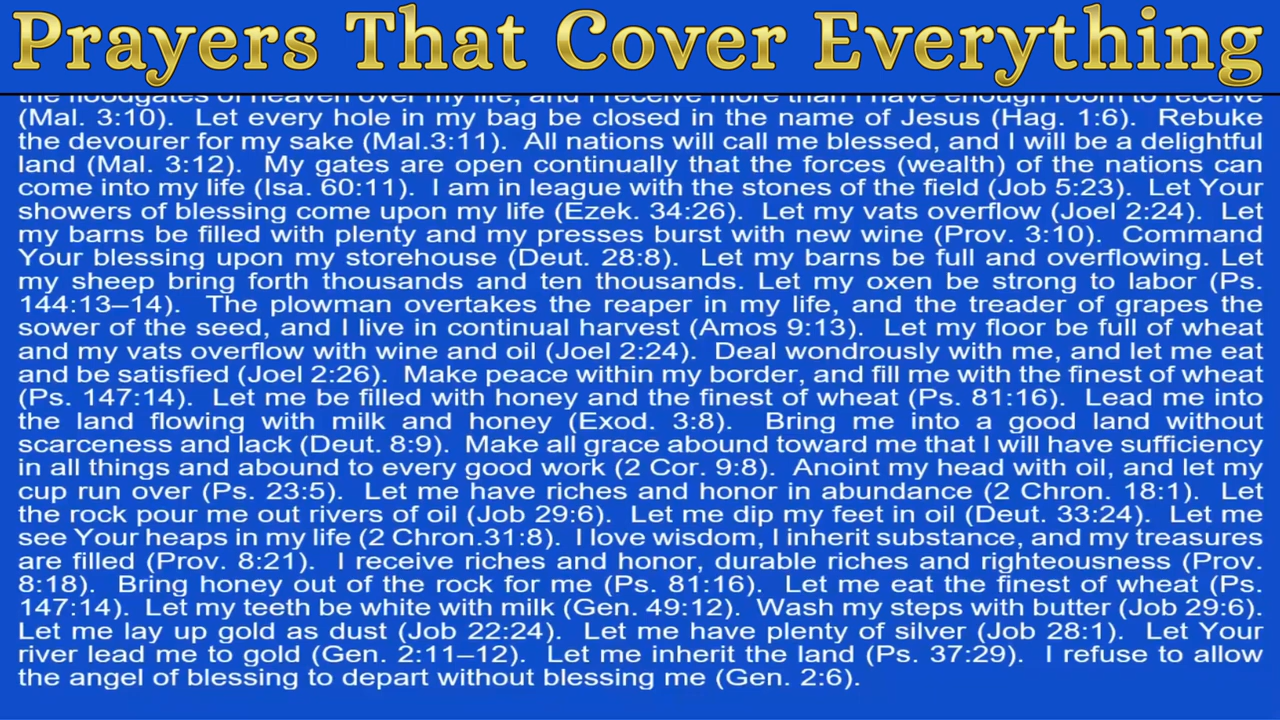 Prayers That Cover Everything
the floodgates of heaven over my life, and I receive more than I have enough room to receive
(Mal. 3:10). Let every hole in my bag be closed in the name of Jesus (Hag. 1:6). Rebuke
the devourer for my sake (Mal.3:11). All nations will call me blessed, and I will be a delightful
land (Mal. 3:12). My gates are open continually that the forces (wealth) of the nations can
come into my life (Isa. 60:11). I am in league with the stones of the field (Job 5:23). Let Your
showers of blessing come upon my life (Ezek. 34:26). Let my vats overflow (Joel 2:24). Let
my barns be filled with plenty and my presses burst with new wine (Prov. 3:10). Command
Your blessing upon my storehouse (Deut. 28:8). Let my barns be full and overflowing. Let
my sheep bring forth thousands and ten thousands. Let my oxen be strong to labor (Ps.
144:13–14). The plowman overtakes the reaper in my life, and the treader of grapes the
sower of the seed, and I live in continual harvest (Amos 9:13). Let my floor be full of wheat
and my vats overflow with wine and oil (Joel 2:24). Deal wondrously with me, and let me eat
and be satisfied (Joel 2:26). Make peace within my border, and fill me with the finest of wheat
(Ps. 147:14). Let me be filled with honey and the finest of wheat (Ps. 81:16). Lead me into
the land flowing with milk and honey (Exod. 3:8). Bring me into a good land without
scarceness and lack (Deut. 8:9). Make all grace abound toward me that I will have sufficiency
in all things and abound to every good work (2 Cor. 9:8). Anoint my head with oil, and let my
cup run over (Ps. 23:5). Let me have riches and honor in abundance (2 Chron. 18:1). Let
the rock pour me out rivers of oil (Job 29:6). Let me dip my feet in oil (Deut. 33:24). Let me
see Your heaps in my life (2 Chron.31:8). I love wisdom, I inherit substance, and my treasures
are filled (Prov. 8:21). I receive riches and honor, durable riches and righteousness (Prov.
8:18). Bring honey out of the rock for me (Ps. 81:16). Let me eat the finest of wheat (Ps.
147:14). Let my teeth be white with milk (Gen. 49:12). Wash my steps with butter (Job 29:6).
Let me lay up gold as dust (Job 22:24). Let me have plenty of silver (Job 28:1). Let Your
river lead me to gold (Gen. 2:11–12). Let me inherit the land (Ps. 37:29). I refuse to allow
the angel of blessing to depart without blessing me (Gen. 2:6).